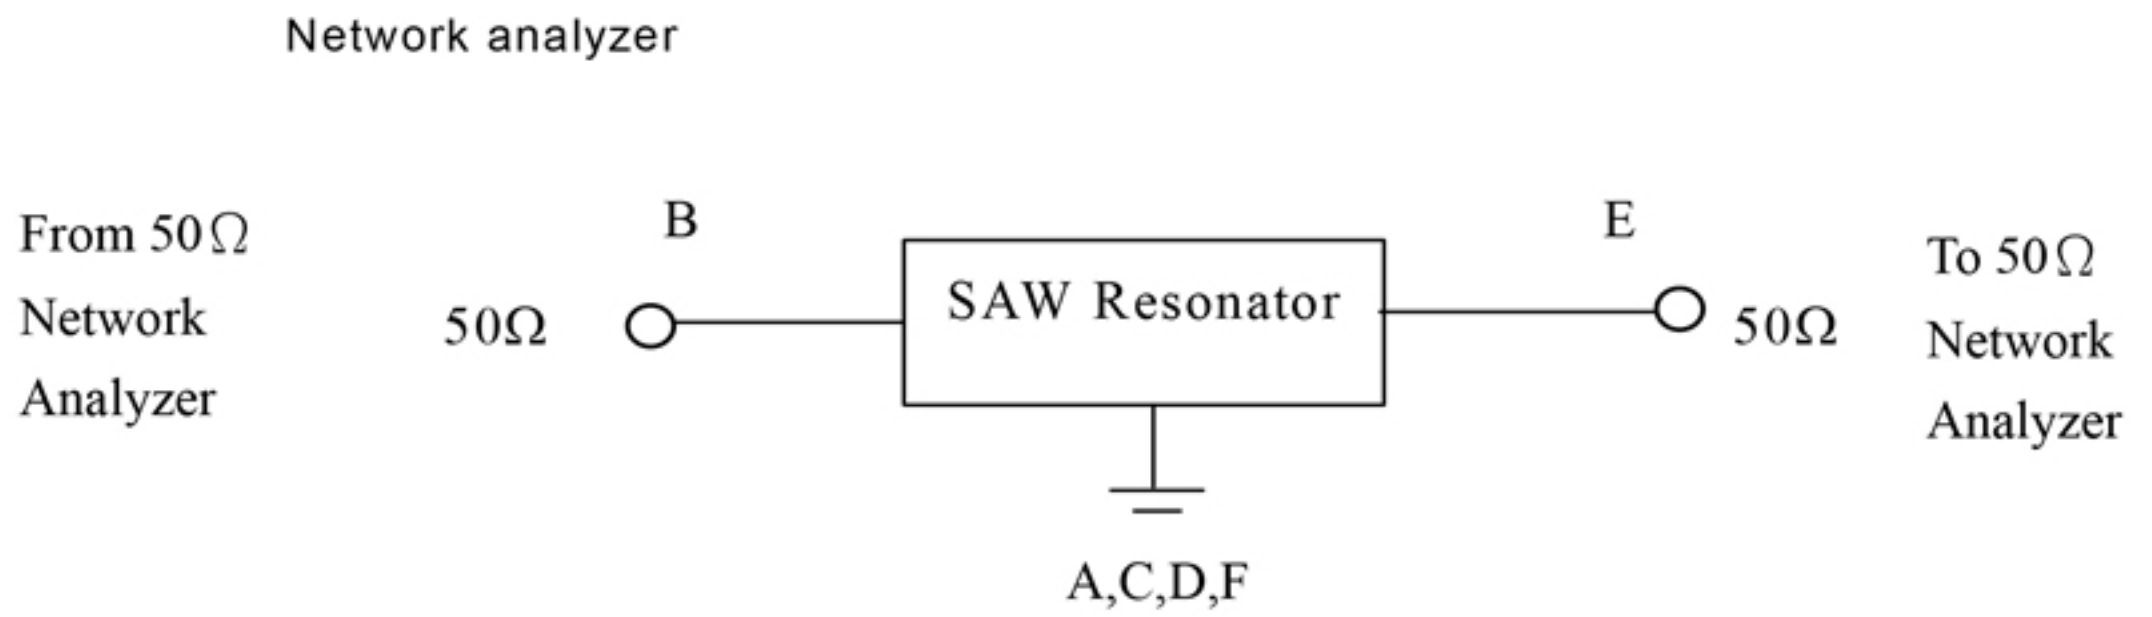 Network analyzer
From 50Ω
Network
Analyzer
50Ω
B
SAW Resonator
E
50Ω
To 50Ω
Network
Analyzer
A,C,D,F